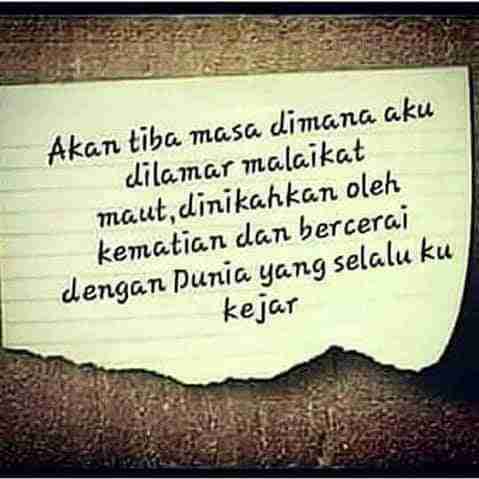 Akan tiba masa dimana aku
dilamar malaikat
maut,dinikahkan oleh
kematian dan bercerai
dengan Dunia yang selalu ku
kejar